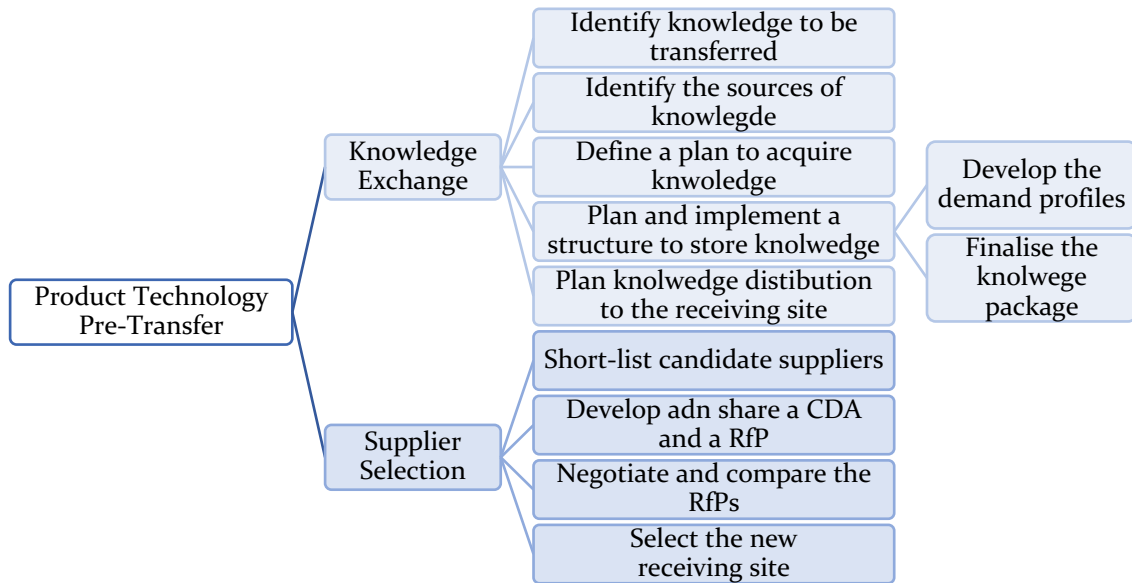 Product Technology
Pre-Transfer
Knowledge
Exchange
Identify knowledge to be
transferred
Identify the sources of
knowlegde
Define a plan to acquire
knwoledge
Plan and implement a
structure to store knolwedge
Develop the
demand profiles
Finalise the
knolwege
package
Plan knolwedge distibution
to the receiving site
Supplier
Selection
Short-list candidate suppliers
Develop adn share a CDA
and a RfP
Negotiate and compare the
RfPs
Select the new
receiving site